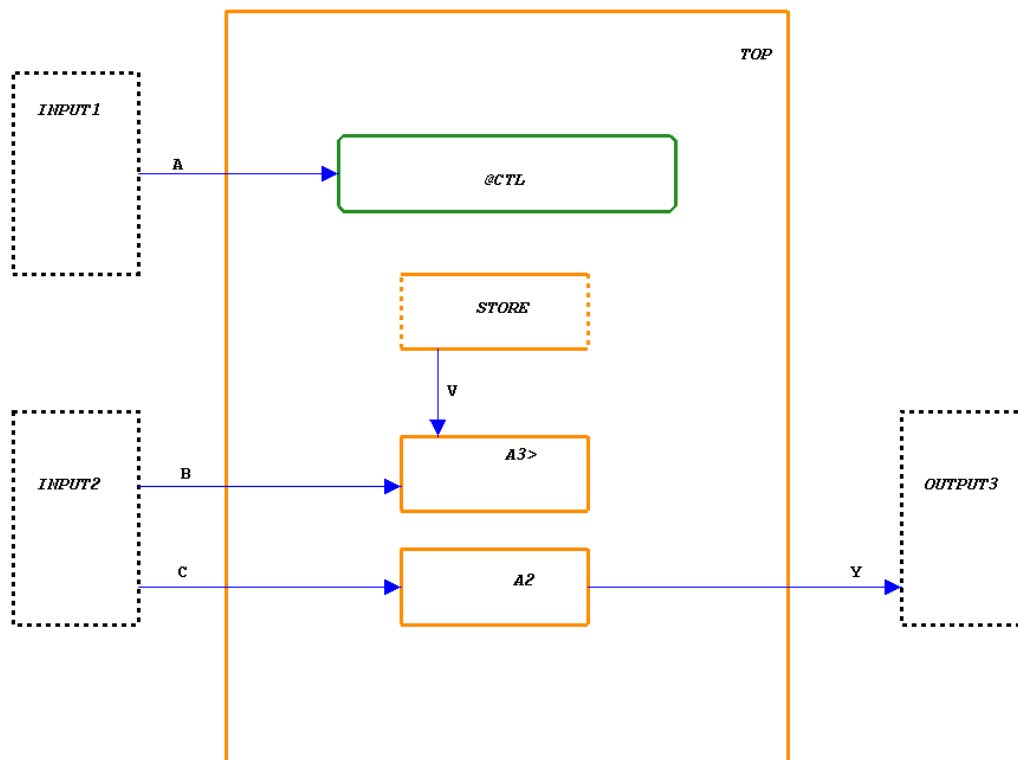 TOP
INPUT1
A
@CTL
STORE
V
A3>
B
INPUT2
OUTPUT3
C
A2
Y